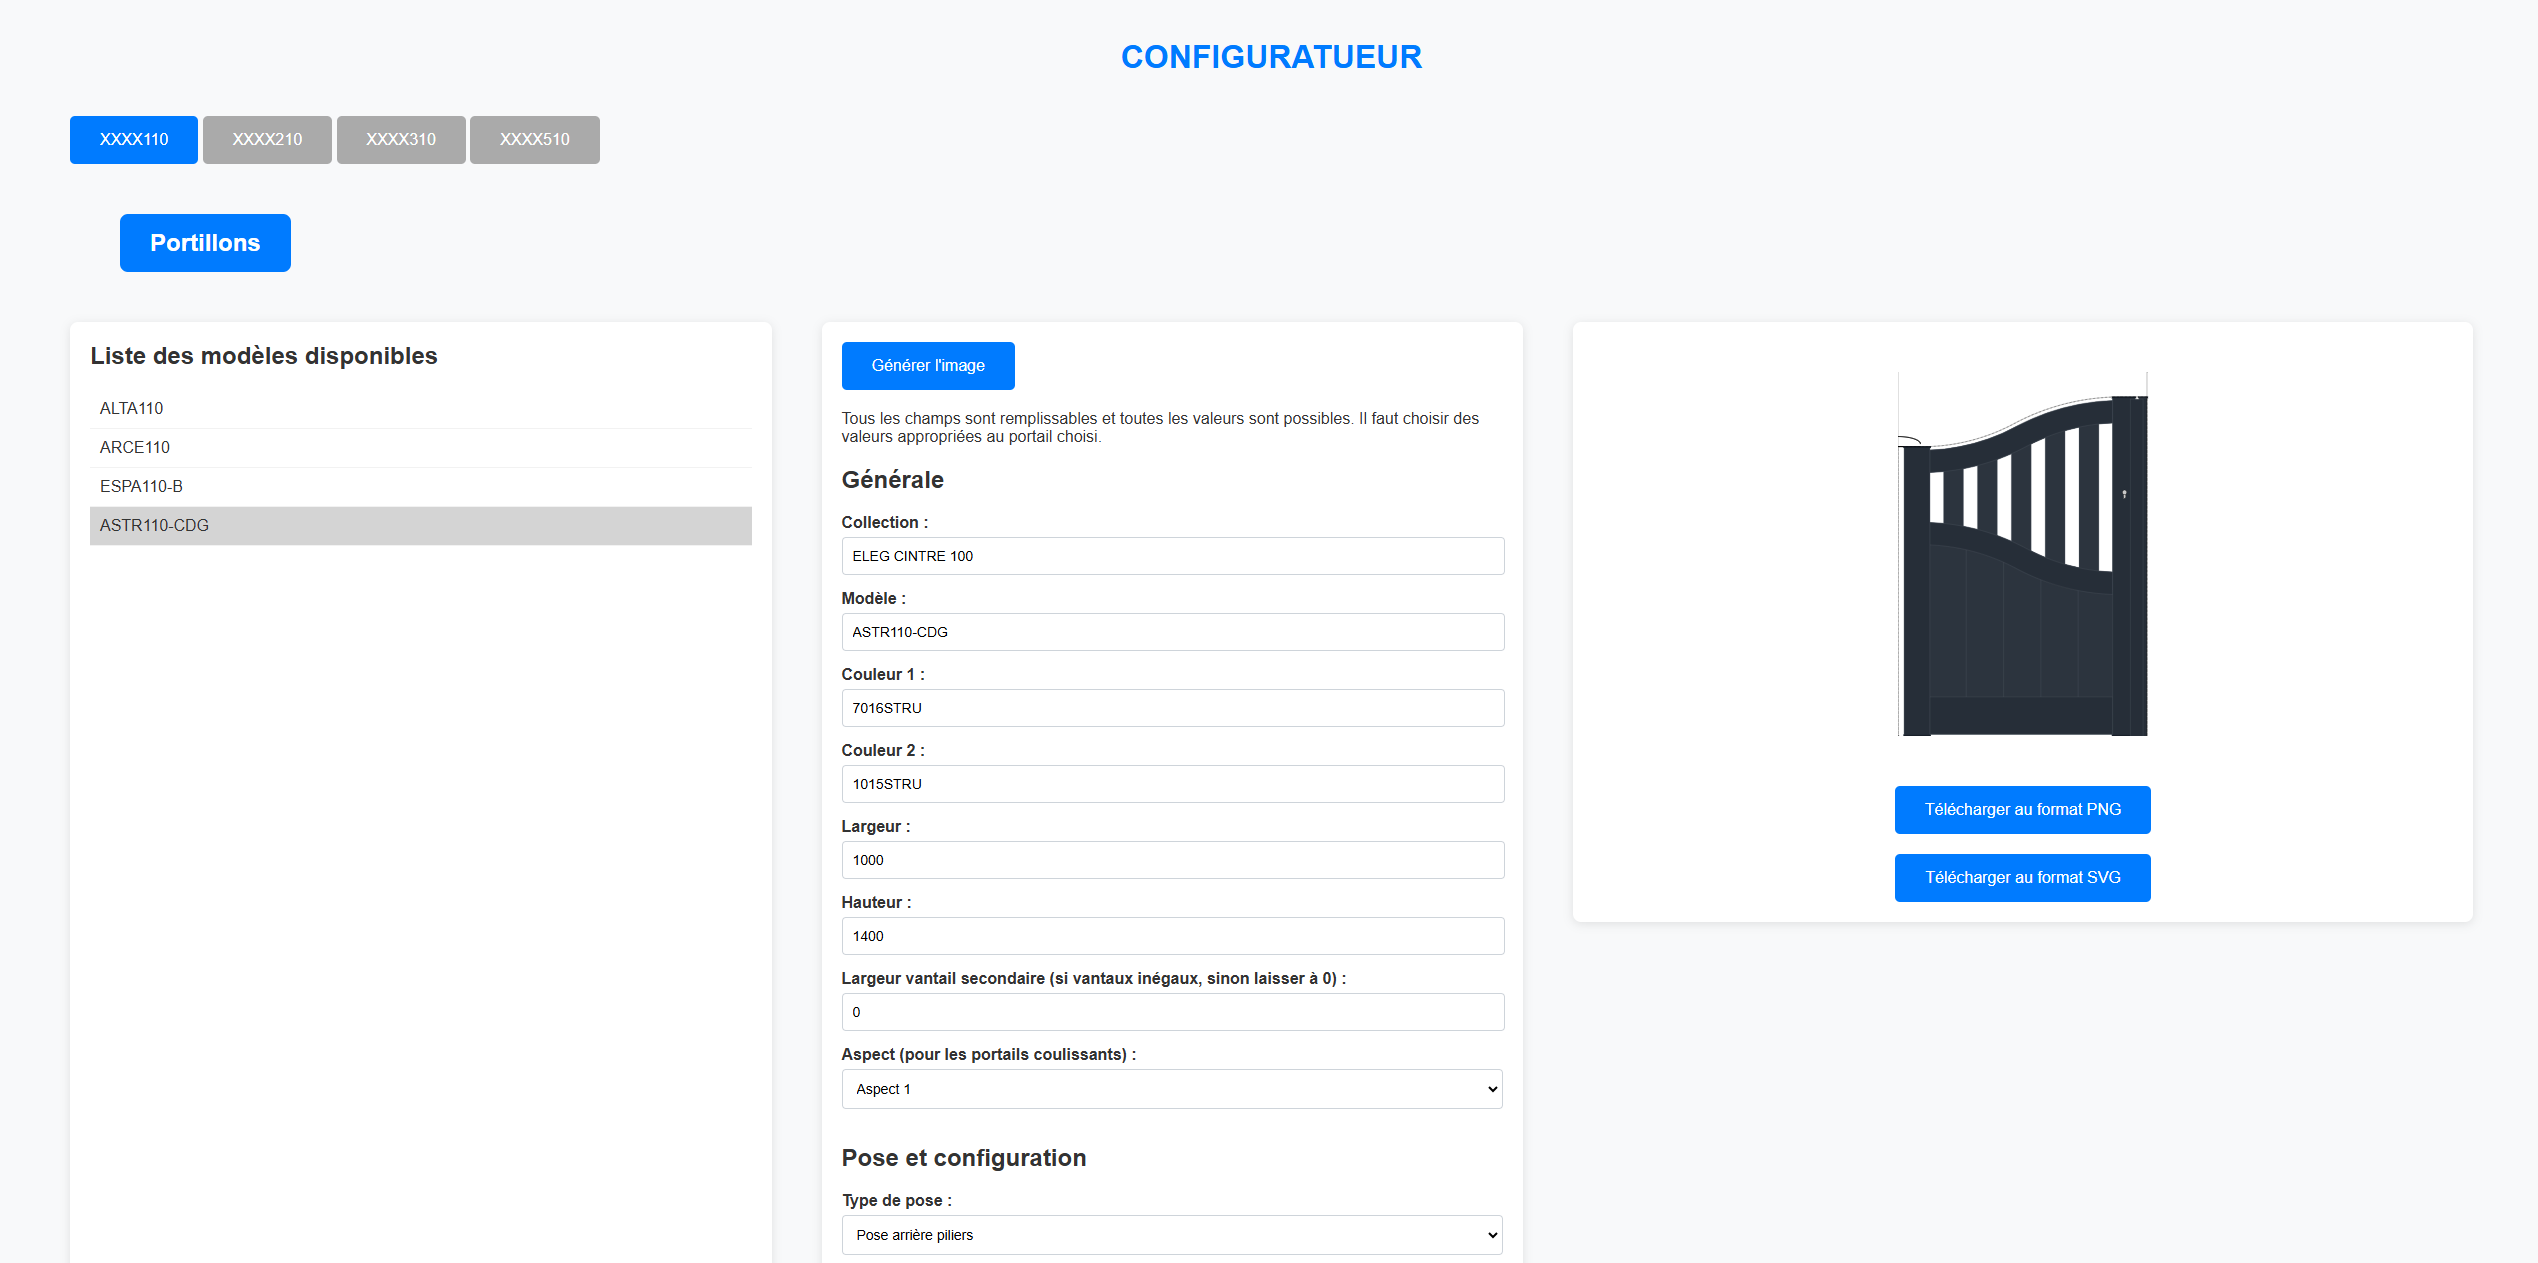 CONFIGURATUEUR
XXXX110
XXXX210
XXXX310
XXXX510
Portillons
Liste des modèles disponibles
ALTA110
ARCE110
ESPA110-B
ASTR110-CDG
Générer l'image
Tous les champs sont remplissables et toutes les valeurs sont possibles. Il faut choisir des
valeurs appropriées au portail choisi.
Générale
Collection :
ELEG CINTRE 100
Modèle :
ASTR110-CDG
Couleur 1 :
7016STRU
Couleur 2 :
1015STRU
Largeur :
1000
Hauteur :
1400
Largeur vantail secondaire (si vantaux inégaux, sinon laisser à 0) :
0
Aspect (pour les portails coulissants) :
Aspect 1
Pose et configuration
Type de pose :
Pose arrière piliers
Télécharger au format PNG
Télécharger au format SVG